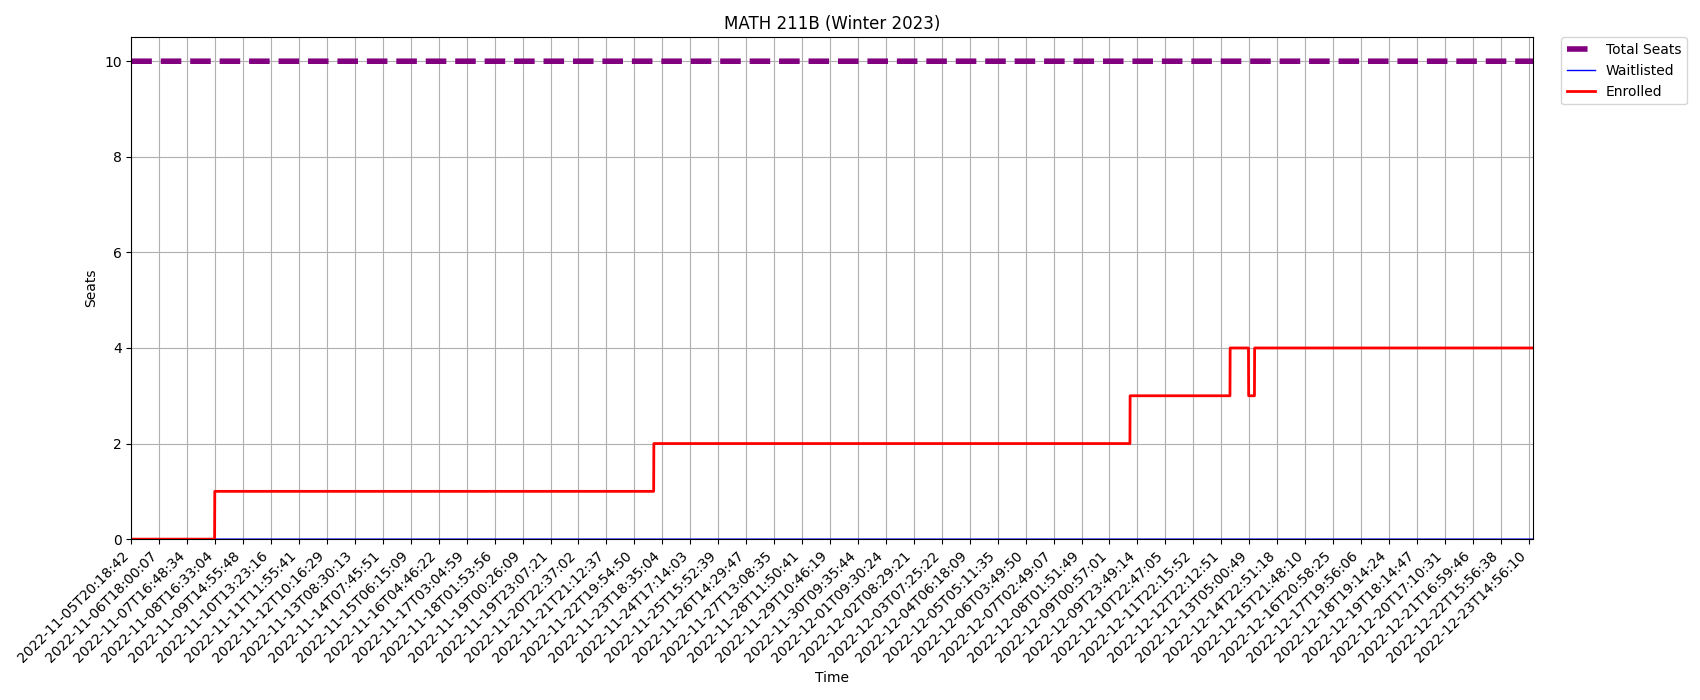 MATH 211B (Winter 2023)
Total Seats
Waitlisted
Enrolled
10
8
6
4
2
0
Seats
2022-11-05T20:18:42
2022-11-06T18:00:07
2022-11-07T16:48:34
2022-11-08T16:33:04
2022-11-09T14:55:48
2022-11-10T13:23:16
2022-11-11T11:55:41
2022-11-12T10:16:29
2022-11-13T08:30:13
2022-11-14T07:45:51
2022-11-15T06:15:09
2022-11-16T04:46:22
2022-11-17T03:04:59
2022-11-18T01:53:56
2022-11-19T00:26:09
2022-11-19T23:07:21
2022-11-20T22:37:02
2022-11-21T21:12:37
2022-11-22T19:54:50
2022-11-23T18:35:04
2022-11-24T17:14:03
2022-11-25T15:52:39
2022-11-26T14:29:47
2022-11-27T13:08:35
2022-11-28T11:50:41
2022-11-29T10:46:19
2022-11-30T09:35:44
2022-12-01T09:30:24
2022-12-02T08:29:21
2022-12-03T07:25:22
2022-12-04T06:18:09
2022-12-05T05:11:35
2022-12-06T03:49:50
2022-12-07T02:49:07
2022-12-08T01:51:49
2022-12-09T00:57:01
2022-12-09T23:49:14
2022-12-10T22:47:05
2022-12-11T22:15:52
2022-12-12T22:12:51
2022-12-13T05:00:49
2022-12-14T22:51:18
2022-12-15T21:48:10
2022-12-16T20:58:25
2022-12-17T19:56:06
2022-12-18T19:14:24
2022-12-19T18:14:47
2022-12-20T17:10:31
2022-12-21T16:59:46
2022-12-22T15:56:38
2022-12-23T14:56:10
Time